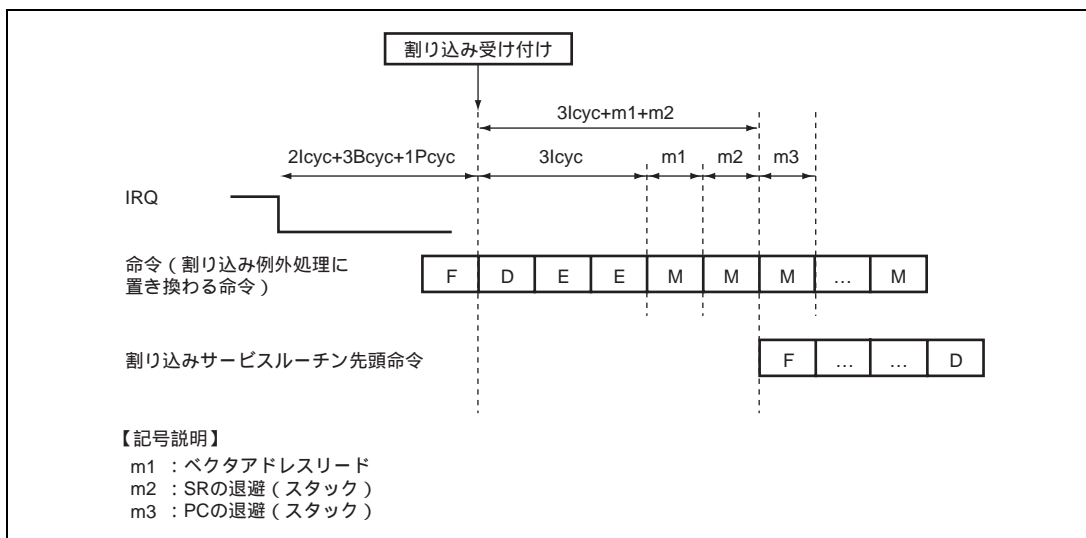 割り込み受け付け
3Icyc+m1+m2
2Icyc+3Bcyc+1Pcyc 3Icyc m1 m2 m3
IRQ
命令（割り込み例外処理に
置き換わる命令）
F D E E M M M … M
割り込みサービスルーチン先頭命令
F … … D
【記号説明】
m1 ：ベクタアドレスリード
m2 ：SRの退避（スタック）
m3 ：PCの退避（スタック）